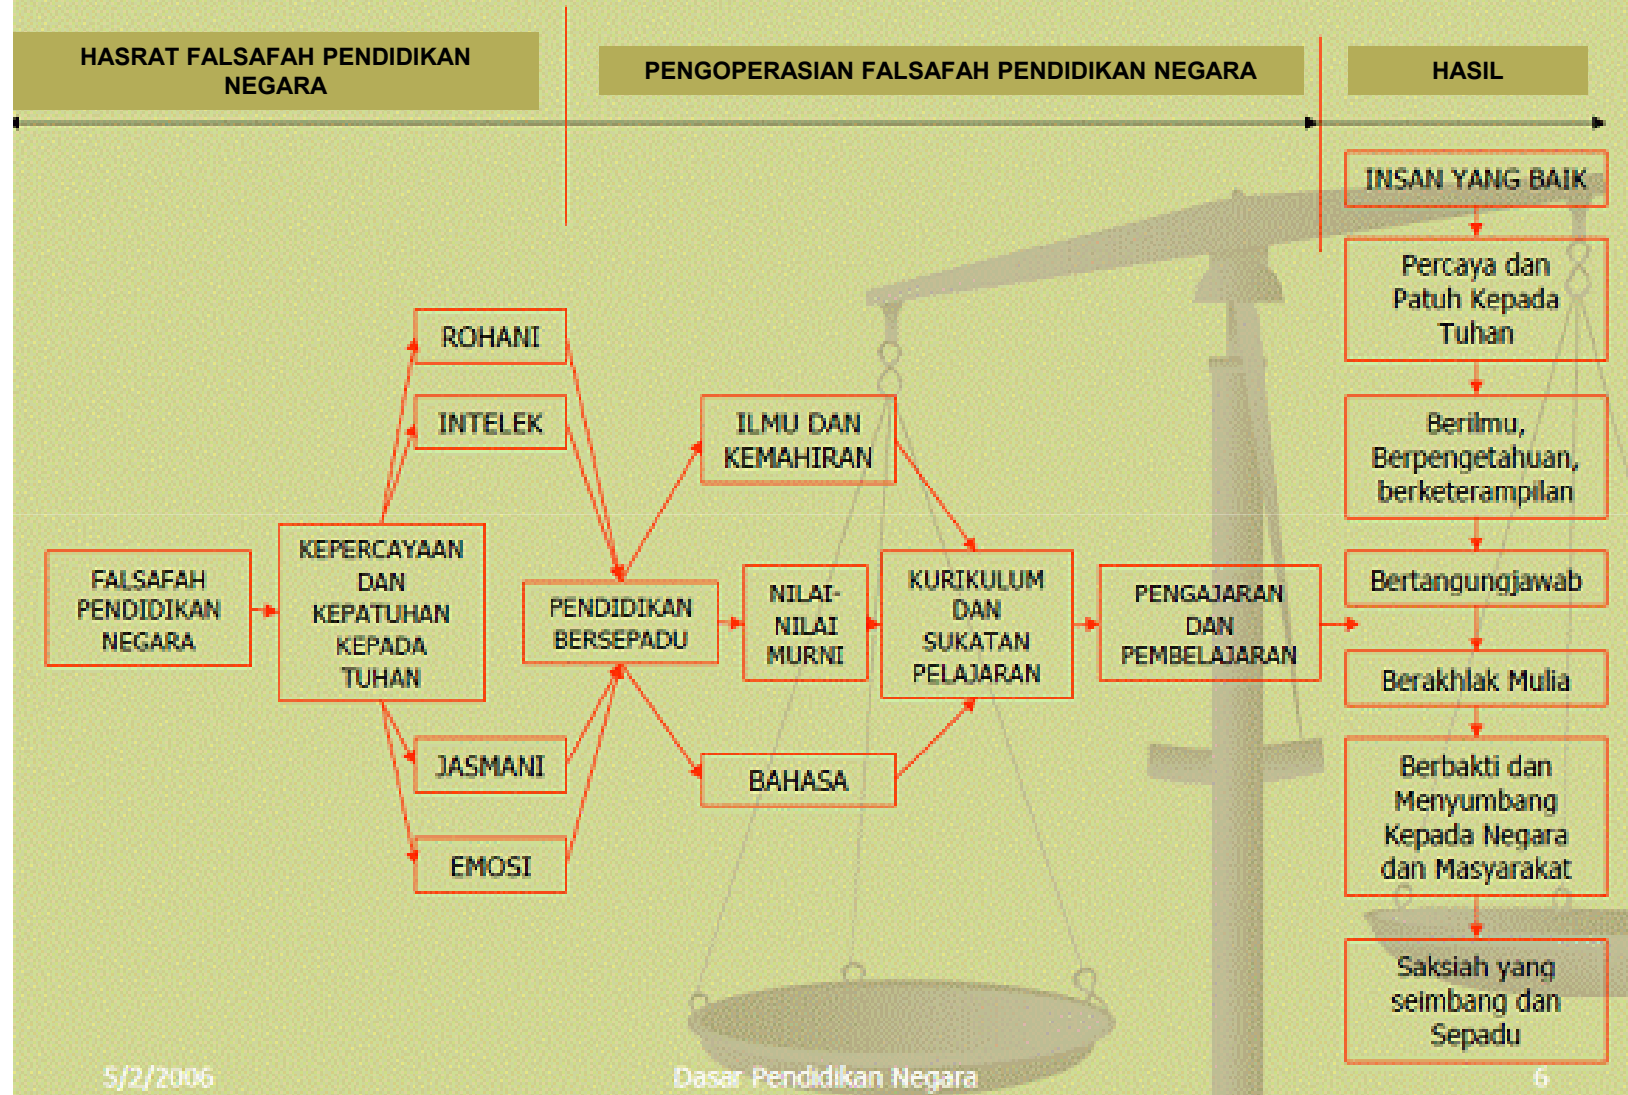 HASRAT FALSAFAH PENDIDIKAN
NEGARA
PENGOPERASIAN FALSAFAH PENDIDIKAN NEGARA
HASIL
FALSAFAH
PENDIDIKAN
NEGARA
KEPERCAYAAN
DAN
KEPATUHAN
KEPADA
TUHAN
ROHANI
INTELEK
JASMANI
EMOSI
PENDIDIKAN
BERSEPADU
ILMU DAN
KEMAHIRAN
NILAI-
NILAI
MURNI
BAHASA
KURIKULUM
DAN
SUKATAN
PELAJARAN
PENGAJARAN
DAN
PEMBELAJARAN
INSAN YANG BAIK
Percaya dan
Patuh Kepada
Tuhan
Berilmu,
Berpengetahuan,
berketerampilan
Bertangungjawab
Berakhlak Mulia
Berbakti dan
Menyumbang
Kepada Negara
dan Masyarakat
Saksiah yang
seimbang dan
Sepadu
5/2/2006
Dasar Pendidikan Negara
6